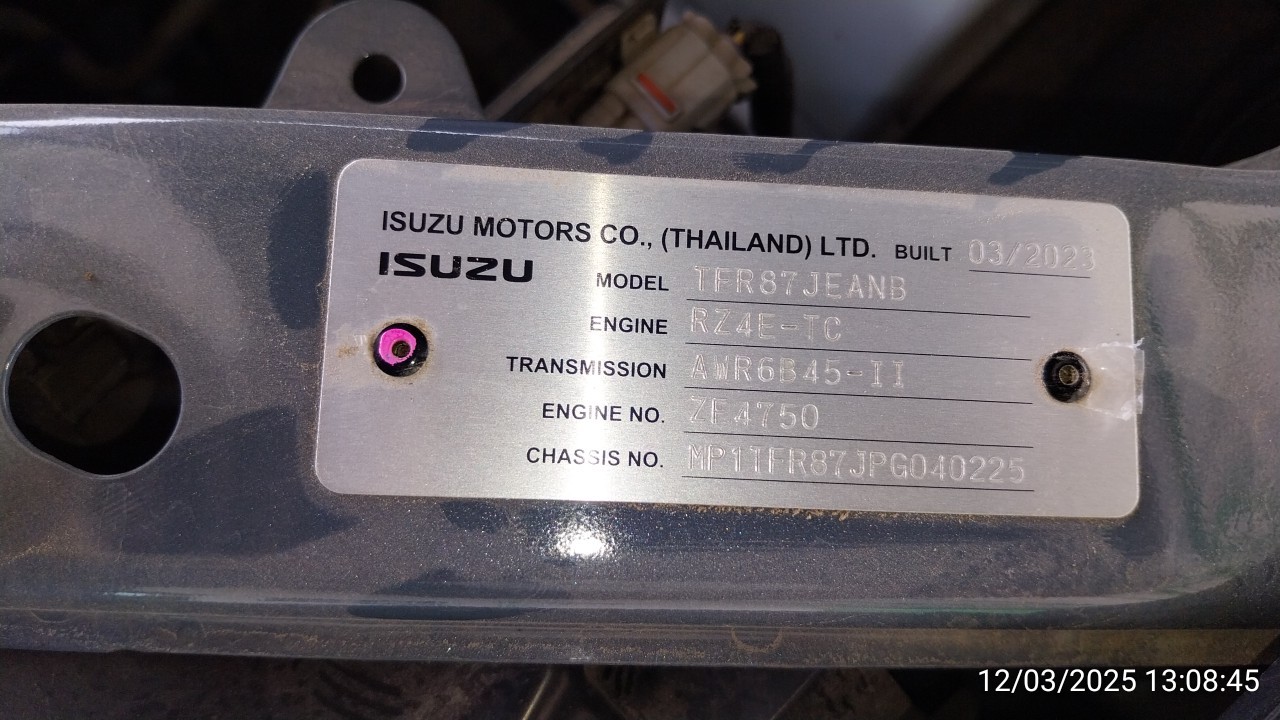 ISUZU MOTORS CO., (THAILAND) LTD. BUILT 03/2023
ISUZU
MODEL TFR87JEANB
ENGINE RZ4E-TC
TRANSMISSION AWR6B45-II
ENGINE NO. ZF4750
CHASSIS NO. MP1TFR87JPG040225
12/03/2025 13:08:45